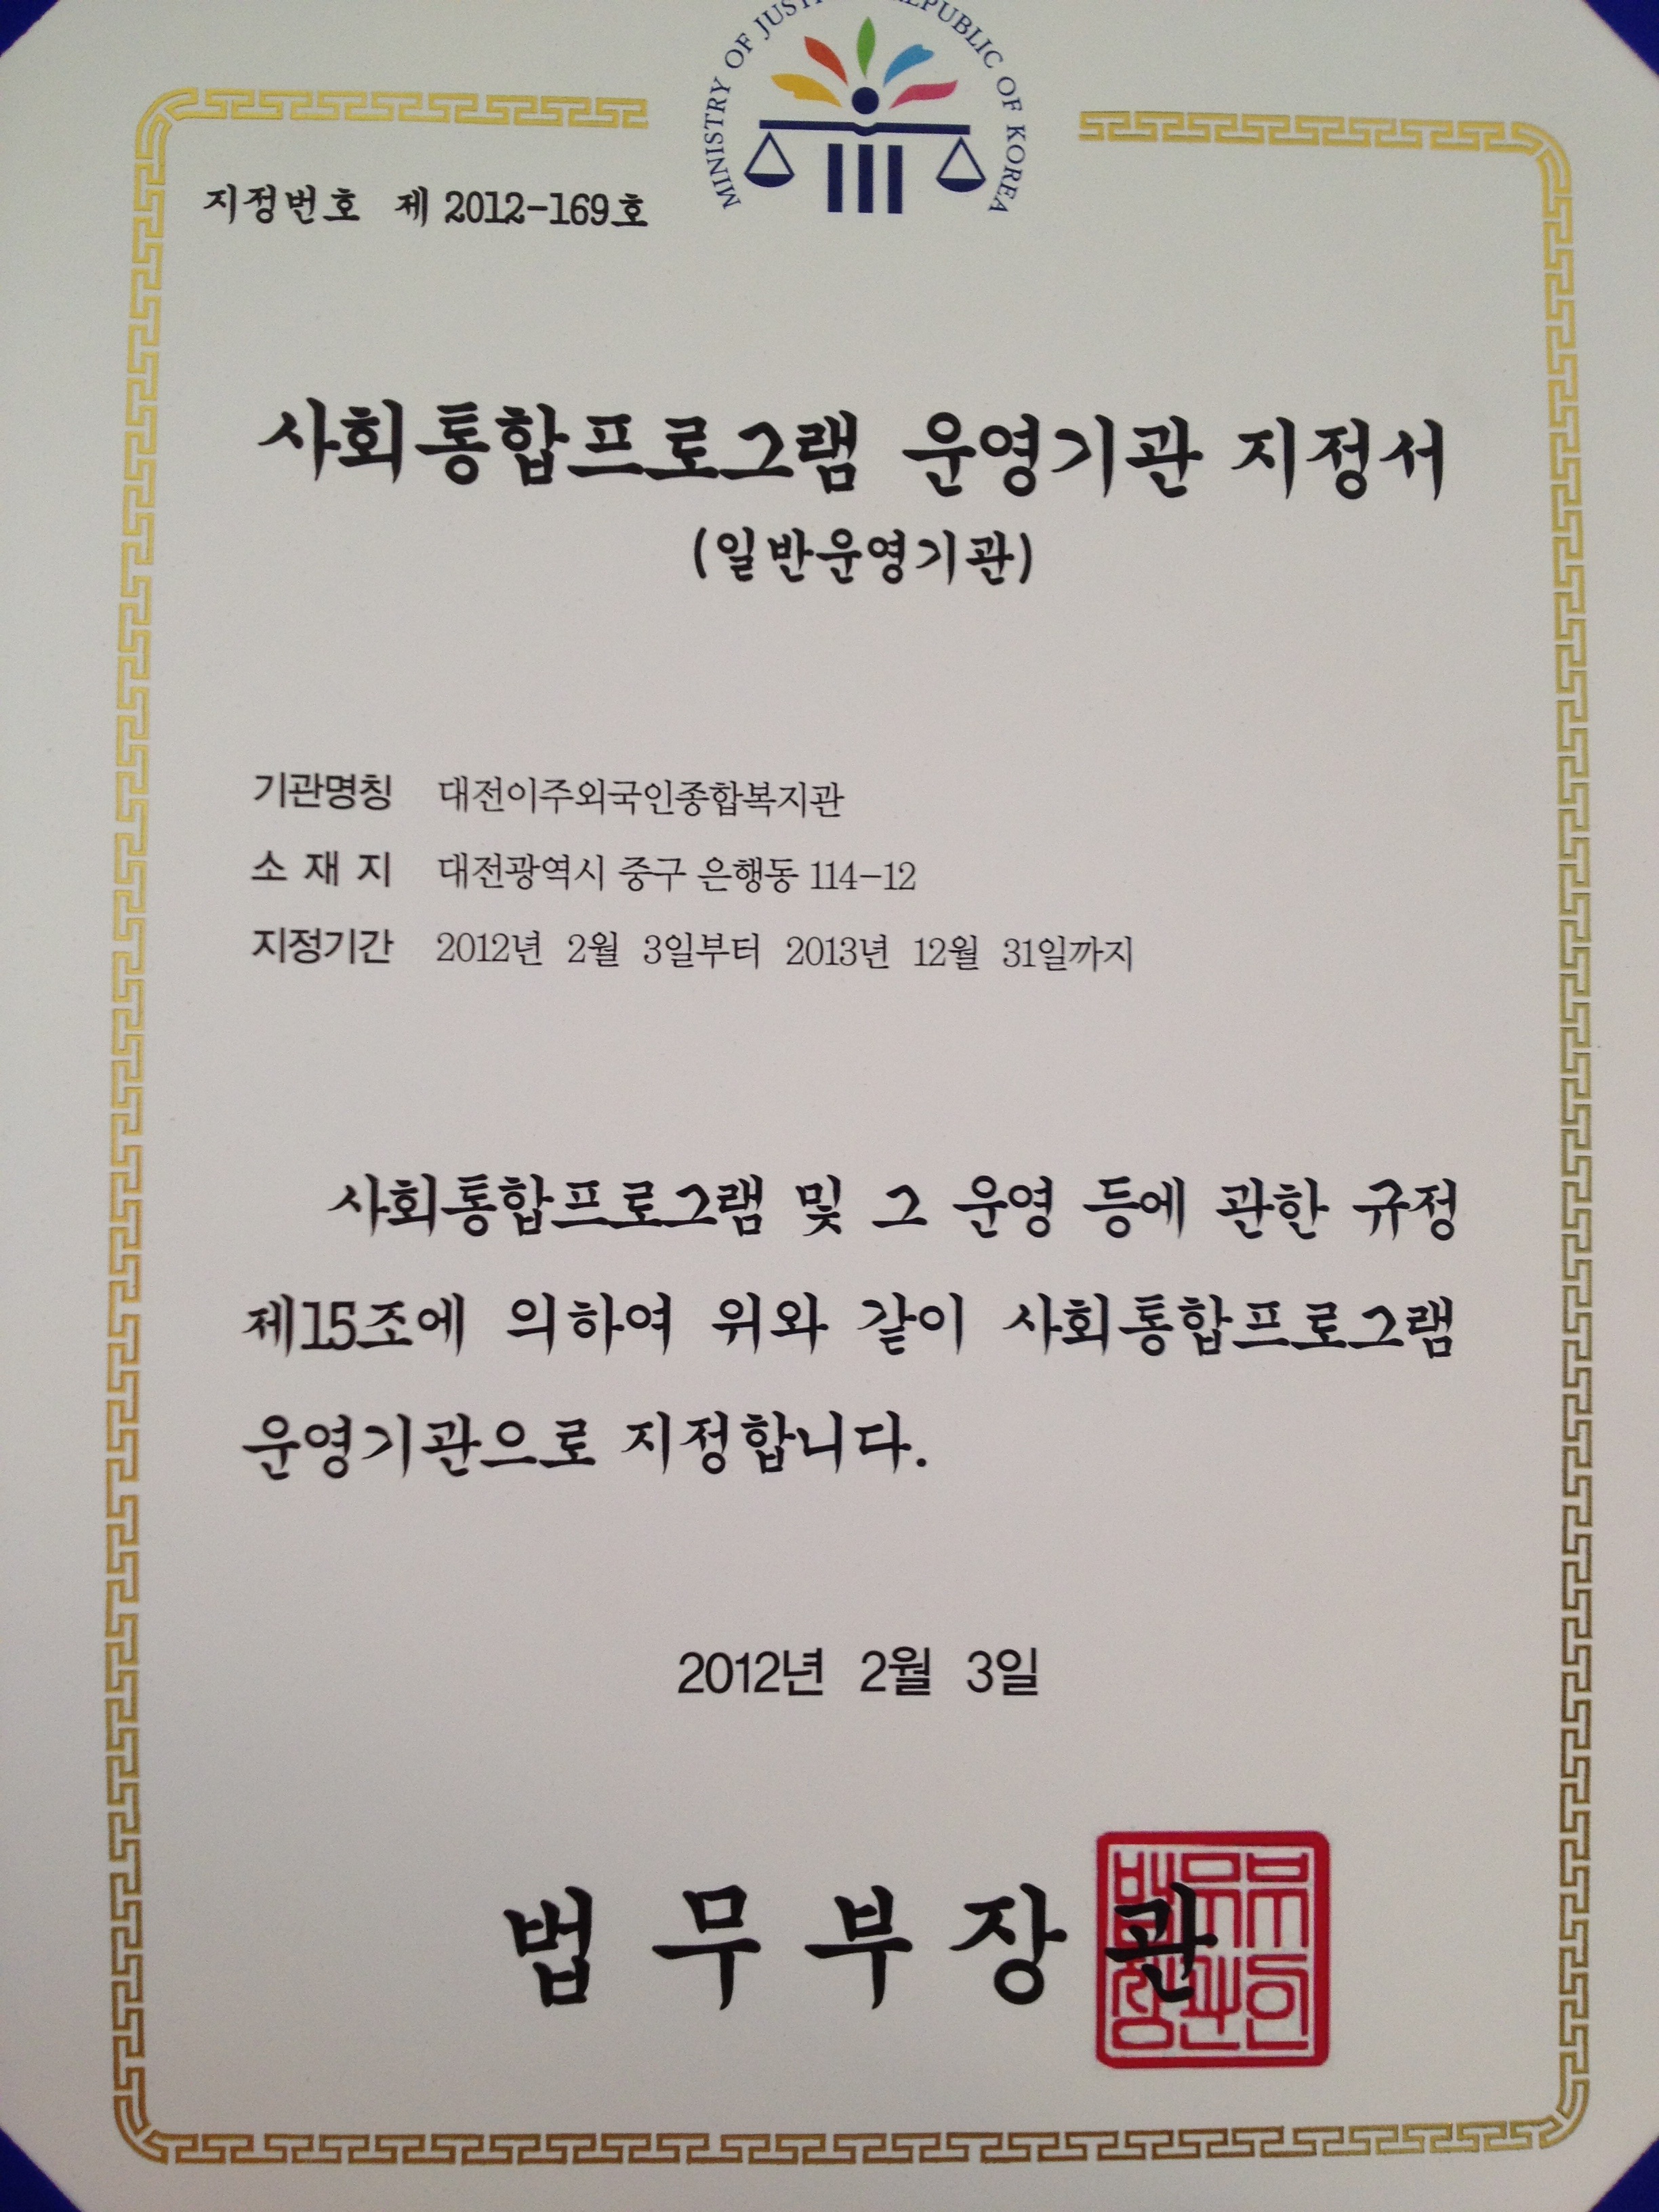 MINISTRY OF JUSTICE REPUBLIC OF KOREA
지정번호 제 2012-169호
사회통합프로그램 운영기관 지정서
(일반운영기관)
기관명칭 대전이주외국인종합복지관
소 재 지 대전광역시 중구 은행동 114-12
지정기간 2012년 2월 3일부터 2013년 12월 31일까지
사회통합프로그램 및 그 운영 등에 관한 규정
제15조에 의하여 위와 같이 사회통합프로그램
운영기관으로 지정합니다.
2012년 2월 3일
법 무 부 장 관
법무부
장관인